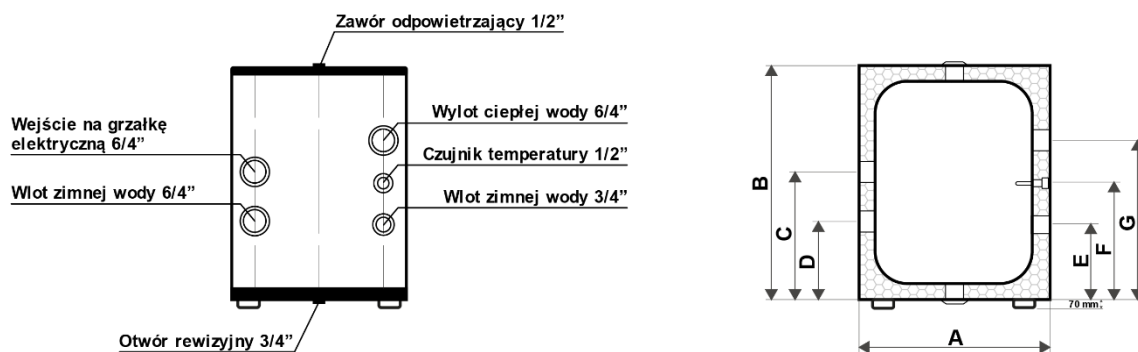 Zawór odpowietrzający 1/2”
Wejście na grzałkę
elektryczną 6/4”
Wlot zimnej wody 6/4”
Wylot ciepłej wody 6/4”
Czujnik temperatury 1/2”
Wlot zimnej wody 3/4”
Otwór rewizyjny 3/4”
B
C
D
E
F
G
70 mm
A